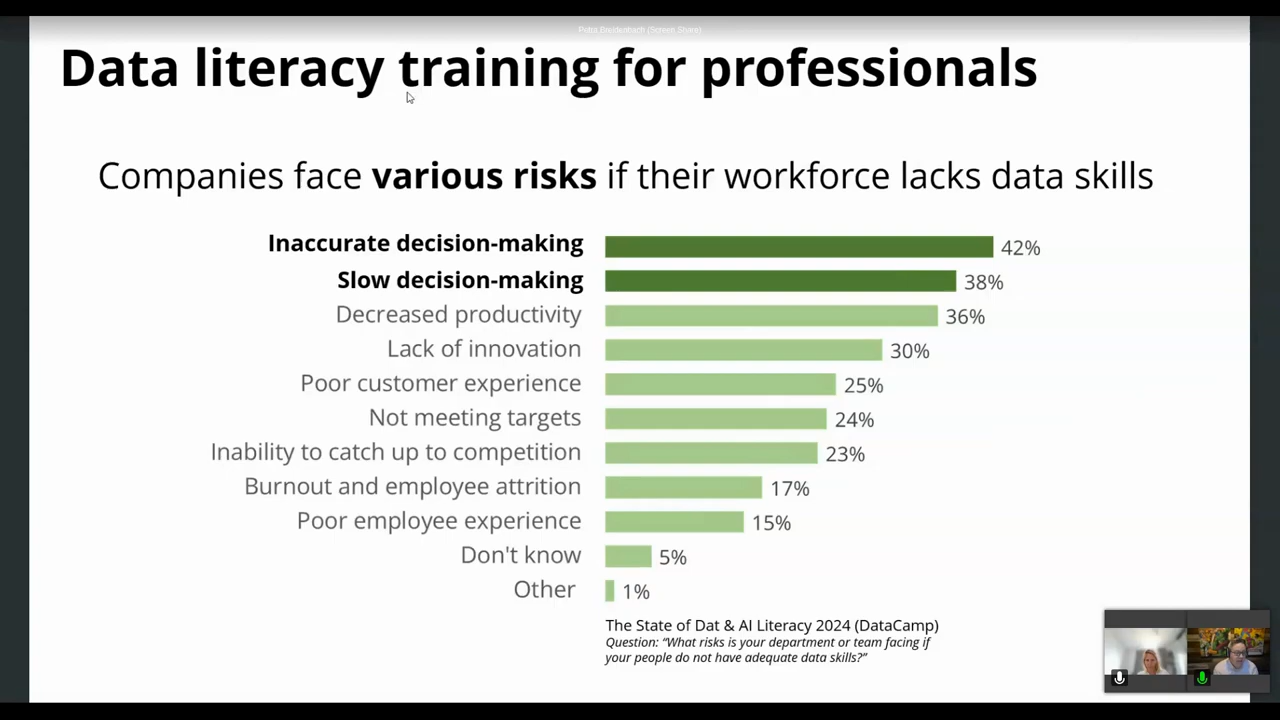 Petra Breidenbach (Screen Share)
Data literacy training for professionals
Companies face various risks if their workforce lacks data skills
Inaccurate decision-making 42%
Slow decision-making 38%
Decreased productivity 36%
Lack of innovation 30%
Poor customer experience 25%
Not meeting targets 24%
Inability to catch up to competition 23%
Burnout and employee attrition 17%
Poor employee experience 15%
Don't know 5%
Other 1%
The State of Dat & AI Literacy 2024 (DataCamp)
Question: “What risks is your department or team facing if
your people do not have adequate data skills?”